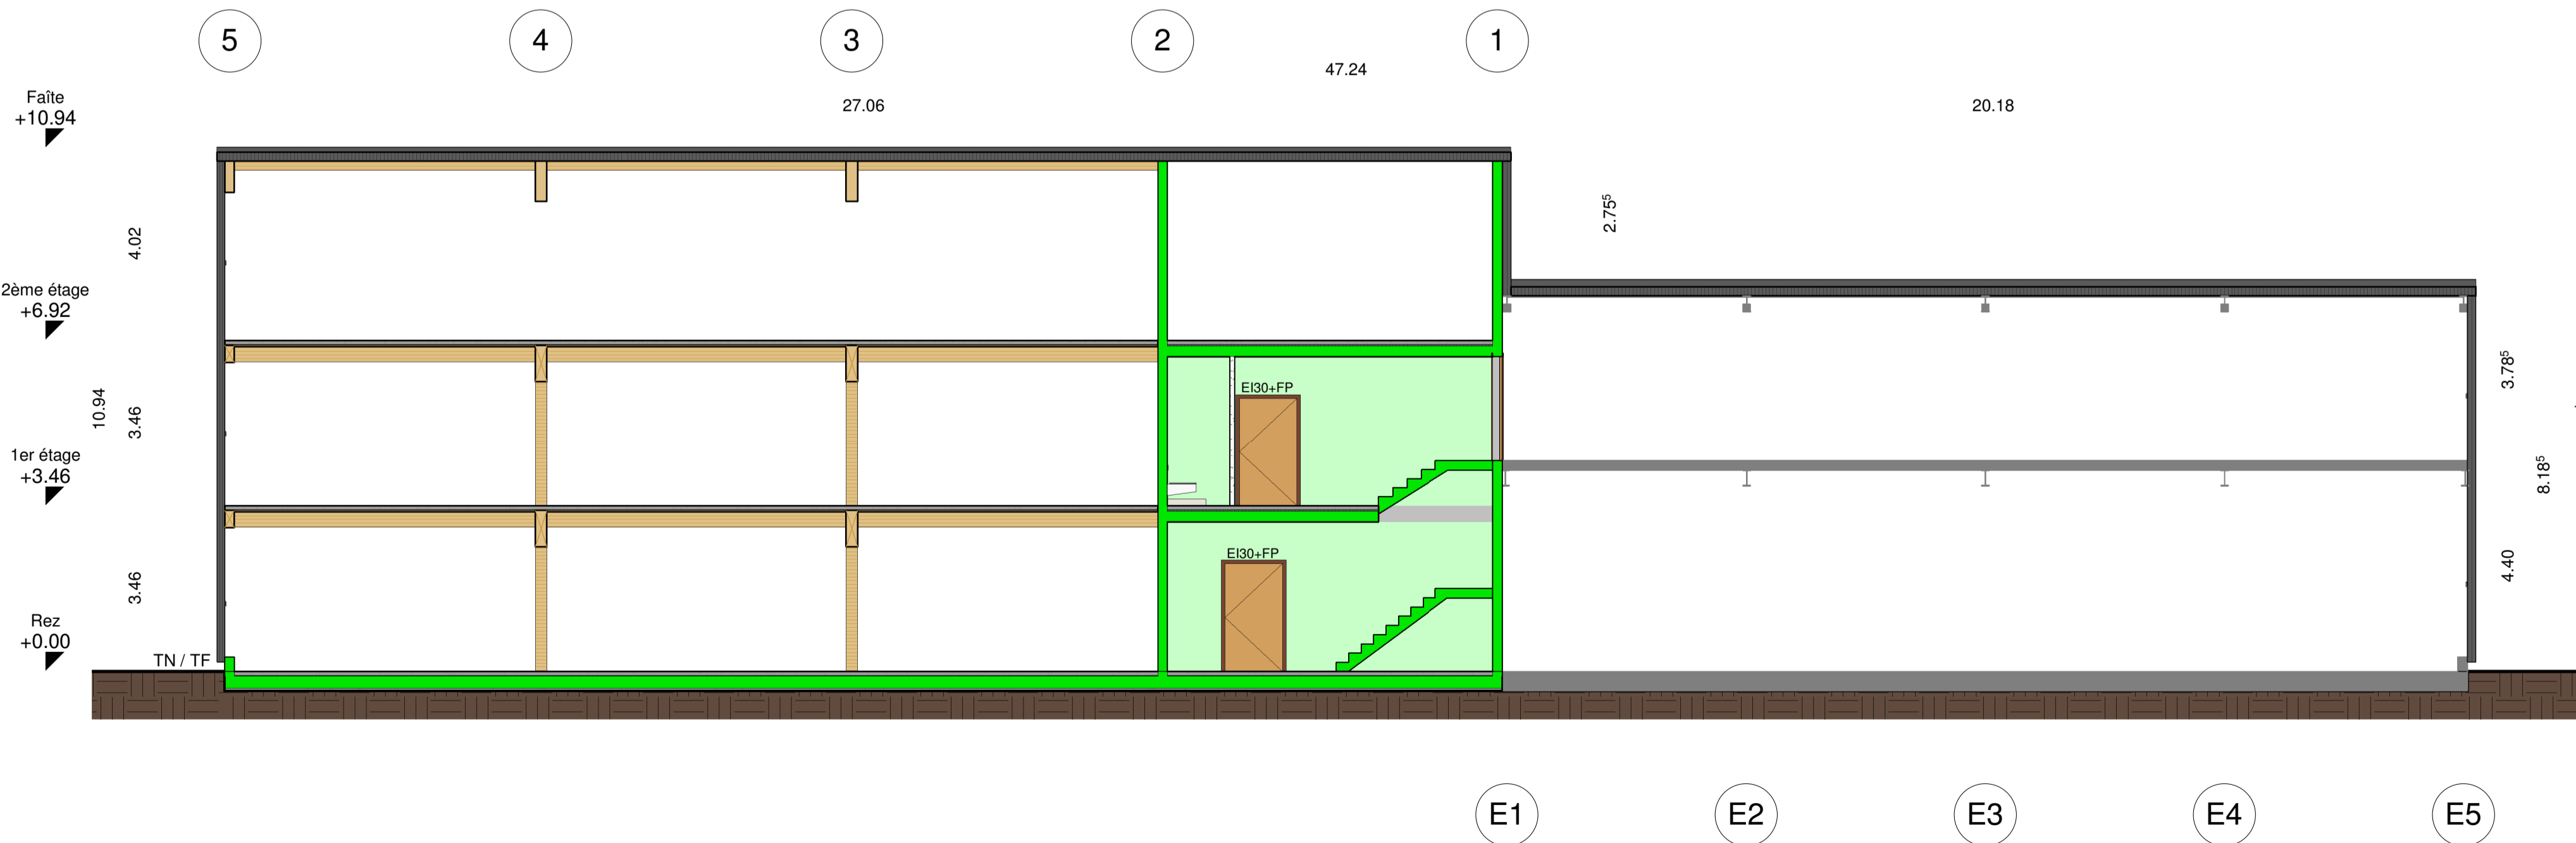 5
4
3
2
1
47.24
27.06
20.18
Faîte
+10.94
2.75⁵
4.02
2ème étage
+6.92
EI30+FP
3.78⁵
10.94
3.46
1er étage
+3.46
8.18⁵
EI30+FP
4.40
3.46
Rez
+0.00
TN / TF
E1
E2
E3
E4
E5